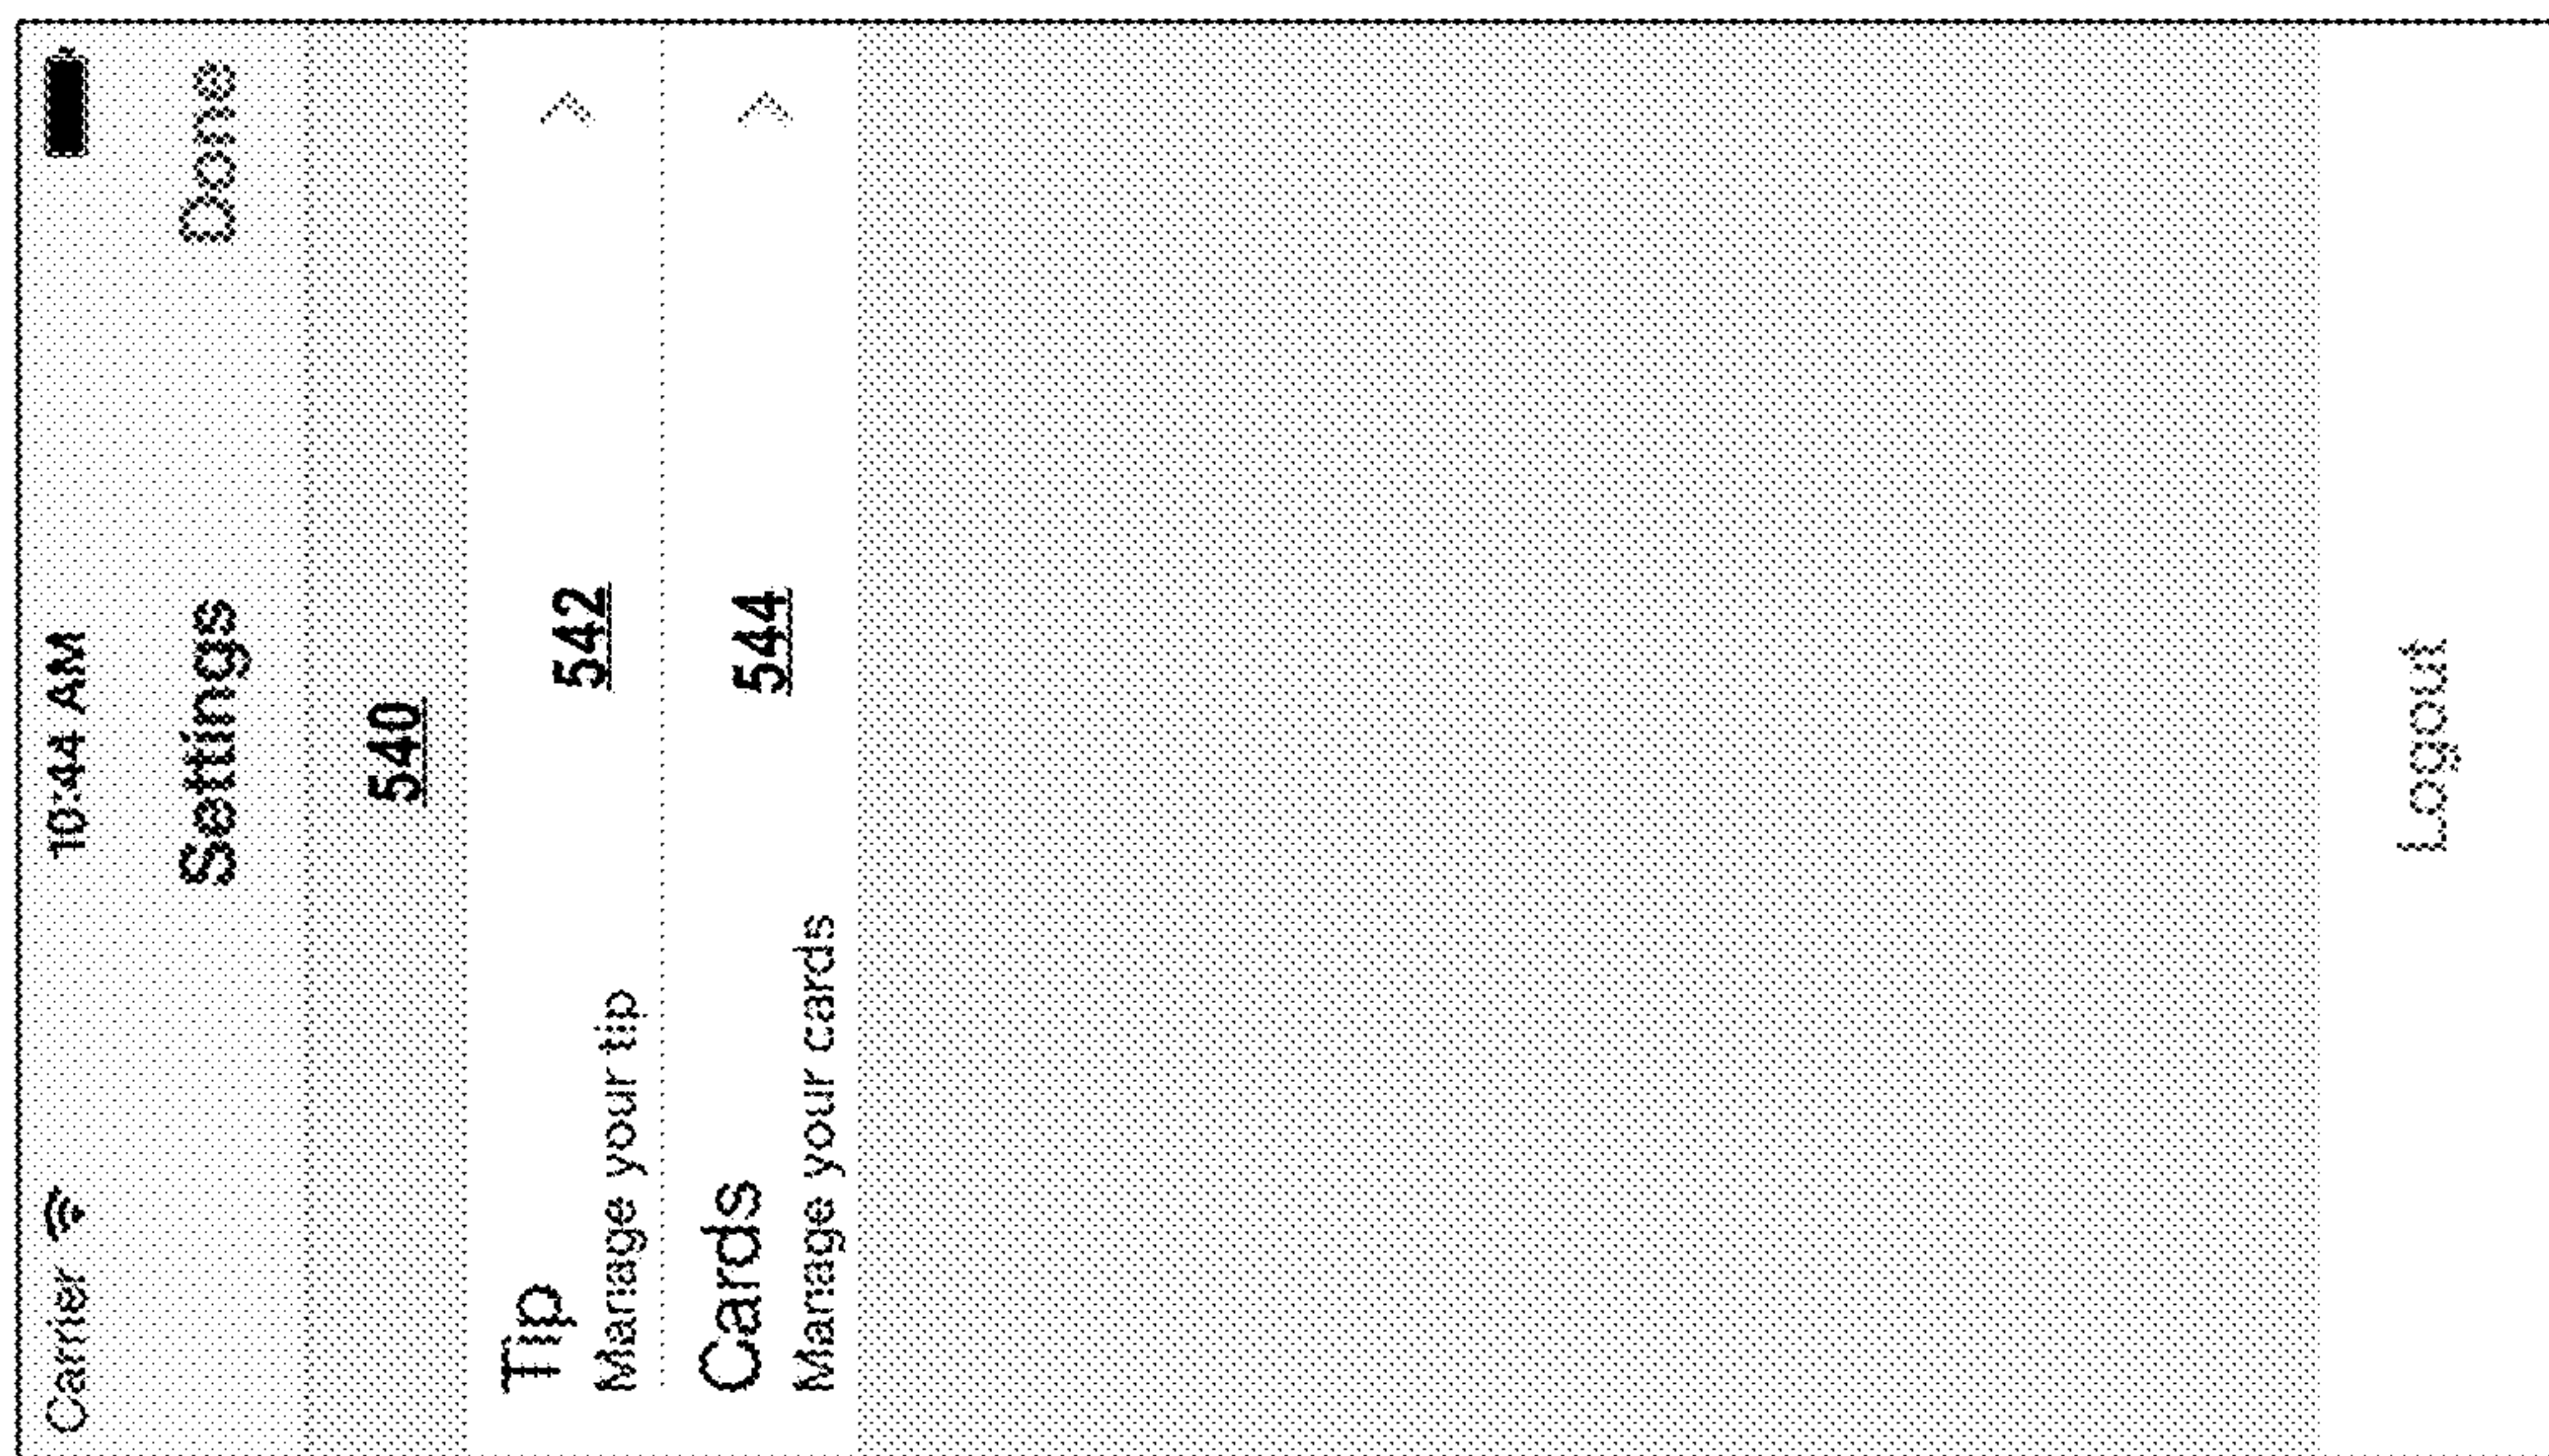 Carrier 10:44 AM
Settings Done
540
Tip
542
Manage your tip
Cards
544
Manage your cards
Logout